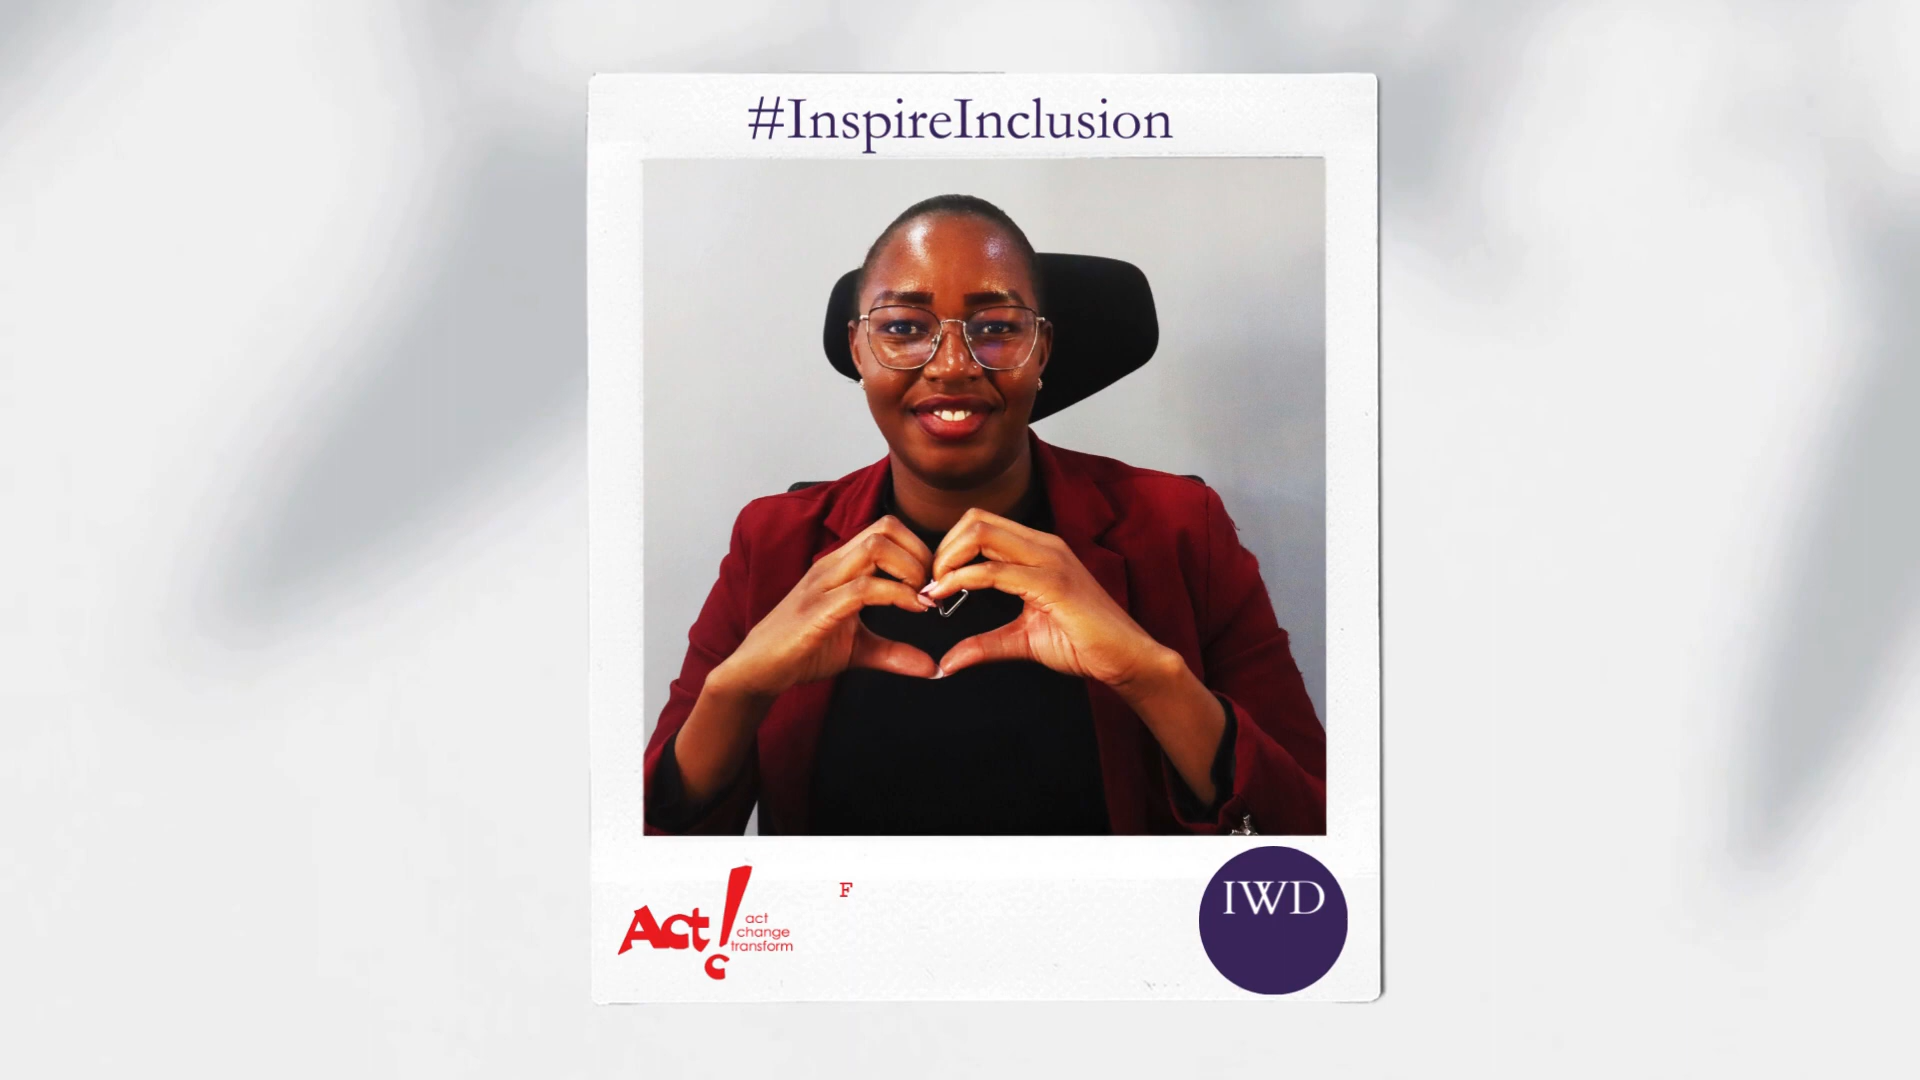 #InspireInclusion
Act!
c
act
change
transform
F
IWD